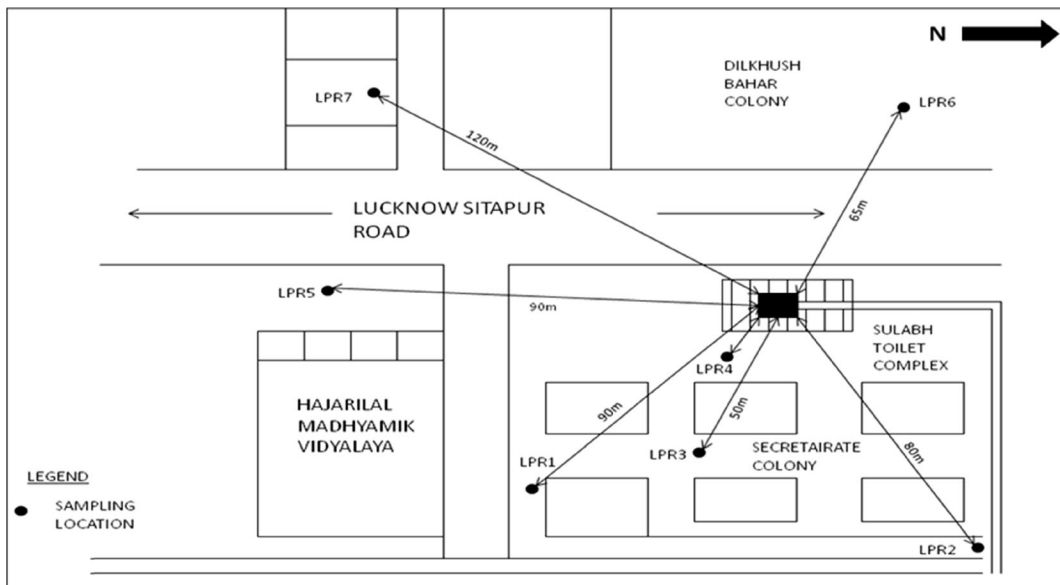 N
DILKHUSH
BAHAR
COLONY
LPR7
LPR6
120m
65m
LUCKNOW SITAPUR
ROAD
LPR5
90m
SULABH
TOILET
COMPLEX
LPR4
HAJARILAL
MADHYAMIK
VIDYALAYA
90m
50m
80m
SECRETAIRATE
COLONY
LPR3
LPR1
LEGEND
SAMPLING
LOCATION
LPR2